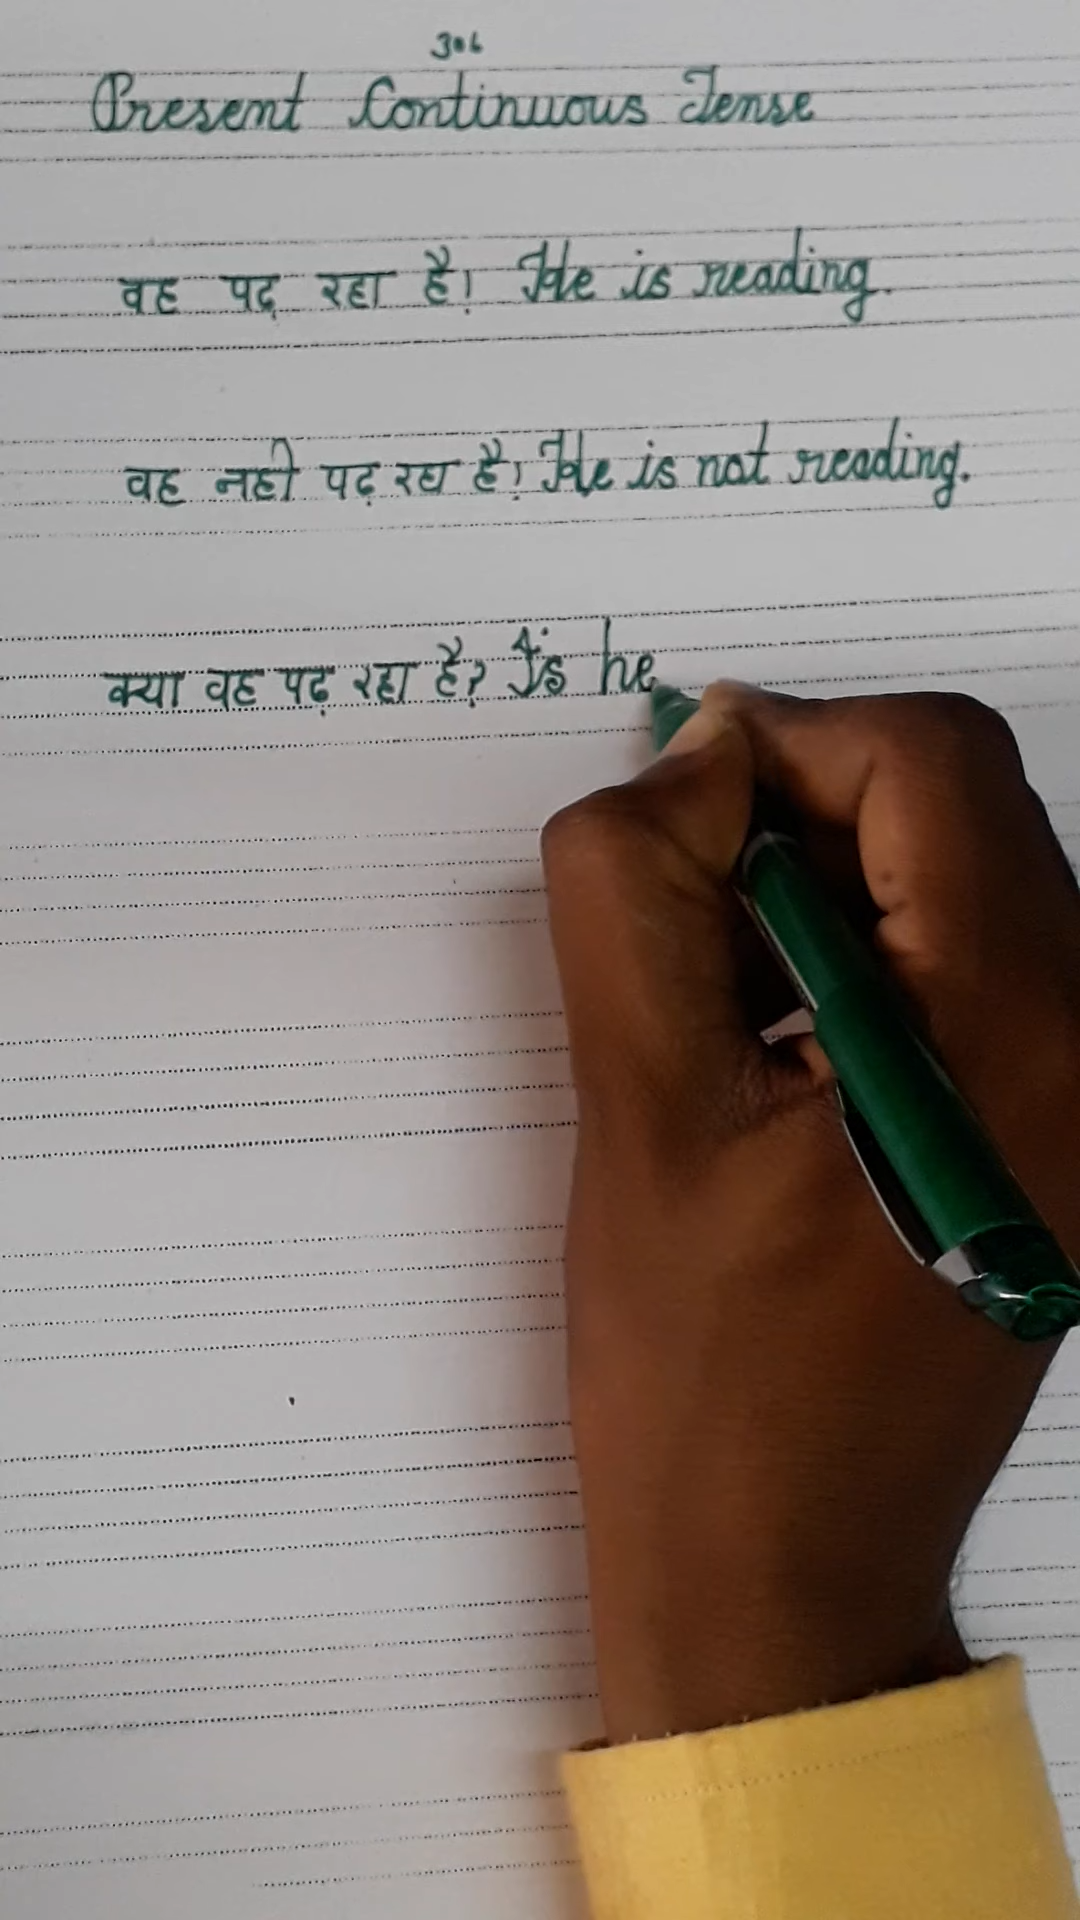 306
Present Continuous Tense
वह पढ़ रहा है। He is reading.
वह नही पढ़ रहा है। He is not reading.
क्या वह पढ़ रहा है? Is he